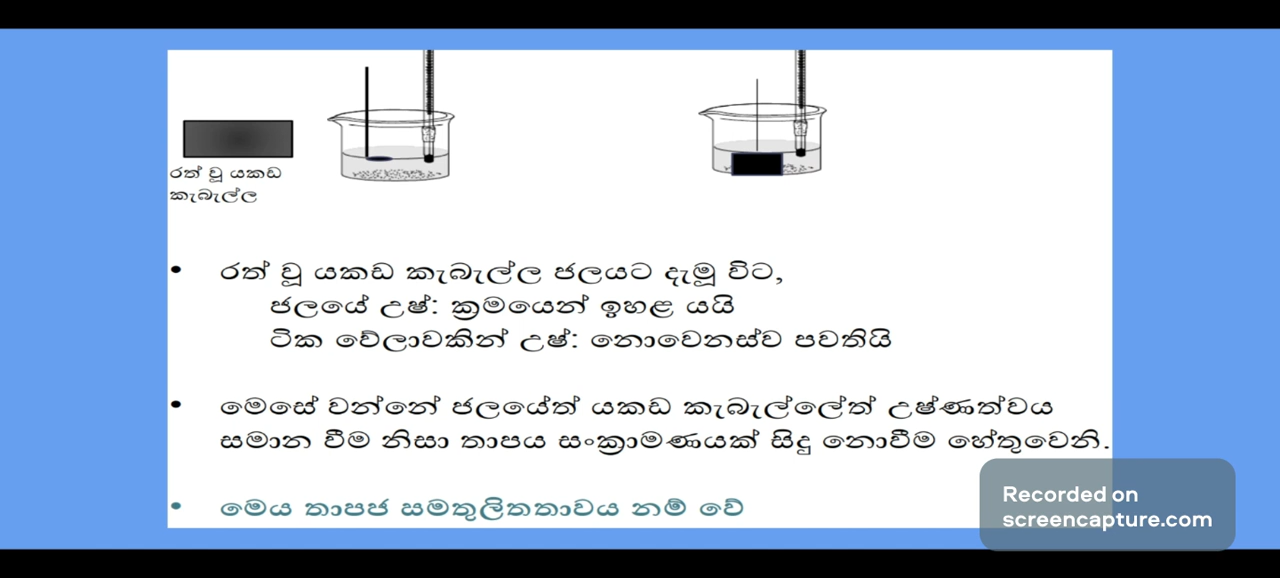 රත් වූ යකඩ
කැබැල්ල
• රත් වූ යකඩ කැබැල්ල ජලයට දැමූ විට,
ජලයේ උෂ්: ක්‍රමයෙන් ඉහළ යයි
ටික වේලාවකින් උෂ්: නොවෙනස්ව පවතියි
• මෙසේ වන්නේ ජලයේත් යකඩ කැබැල්ලේත් උෂ්ණත්වය
සමාන වීම නිසා තාපය සංක්‍රාමණයක් සිදු නොවීම හේතුවෙනි.
• මෙය තාපජ සමතුලිතතාවය නම් වේ
Recorded on
screencapture.com